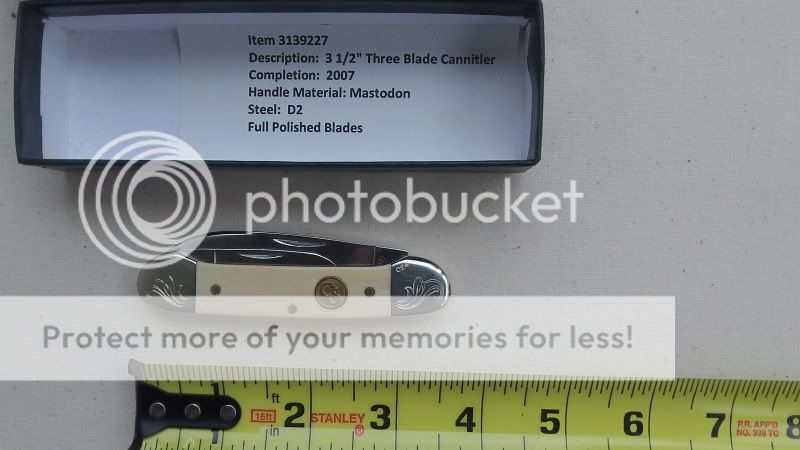 Item 3139227
Description: 3 1/2" Three Blade Cannitler
Completion: 2007
Handle Material: Mastodon
Steel: D2
Full Polished Blades
photobucket
Protect more of your memories for less!
1 ft 16ft in 2 STANLEY ® 3 4 5 6 7 P.R. APP'D NO. 339 TC 8